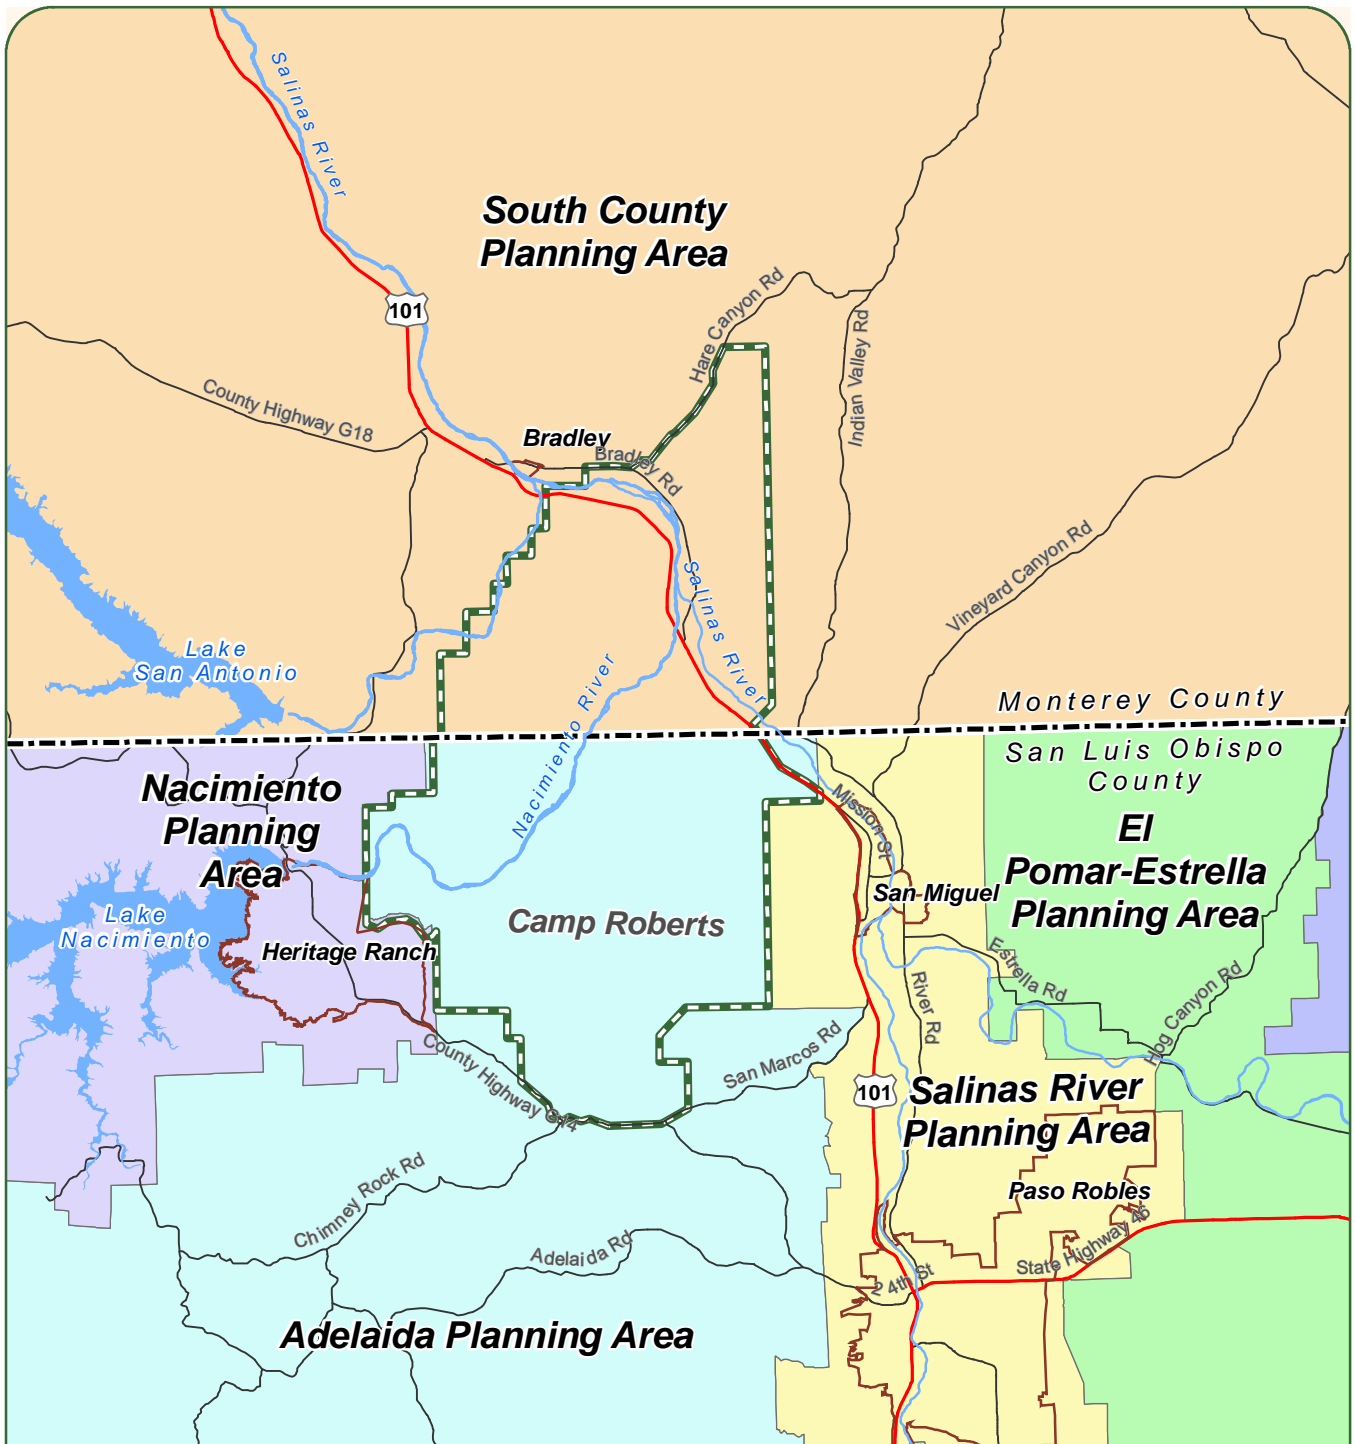 Salinas River
South County
Planning Area
101
Hare Canyon Rd
Indian Valley Rd
County Highway G18
Bradley
Bradley Rd
Vineyard Canyon Rd
Salinas River
Lake
San Antonio
Nacimiento River
Monterey County
San Luis Obispo
County
Nacimiento
Planning
Area
Mission St
El
Pomar-Estrella
Planning Area
San Miguel
Lake
Nacimiento
Camp Roberts
Heritage Ranch
Estrella Rd
River Rd
Hog Canyon Rd
County Highway G14
San Marcos Rd
101
Salinas River
Planning Area
Chimney Rock Rd
Paso Robles
Adelaida Rd
State Highway 46
24th St
Adelaida Planning Area